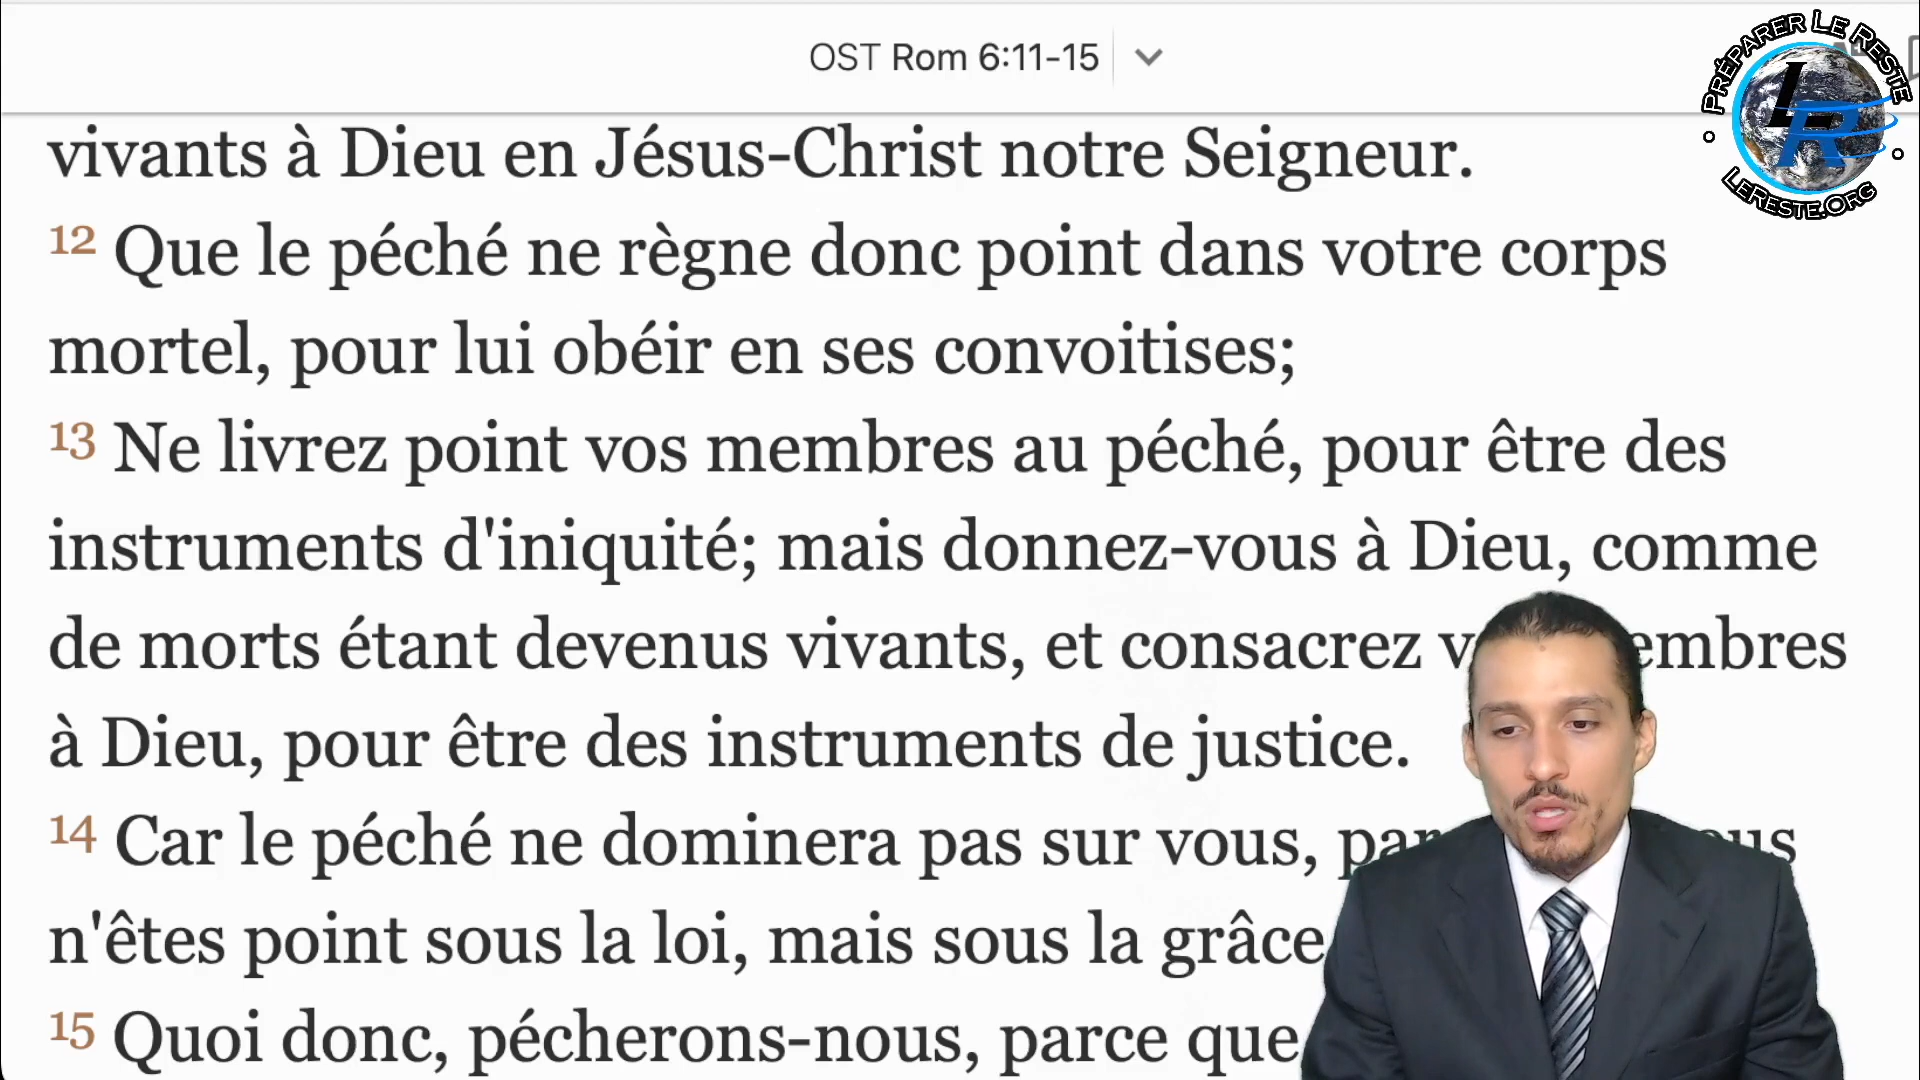 OST Rom 6:11-15
PRÉPARER LE RESTE
LR
LERESTE.ORG
vivants à Dieu en Jésus-Christ notre Seigneur.
12 Que le péché ne règne donc point dans votre corps
mortel, pour lui obéir en ses convoitises;
13 Ne livrez point vos membres au péché, pour être des
instruments d'iniquité; mais donnez-vous à Dieu, comme
de morts étant devenus vivants, et consacrez
à Dieu, pour être des instruments de justice.
14 Car le péché ne dominera pas sur vous,
n'êtes point sous la loi, mais sous la grâce
15 Quoi donc, pécherons-nous, parce que